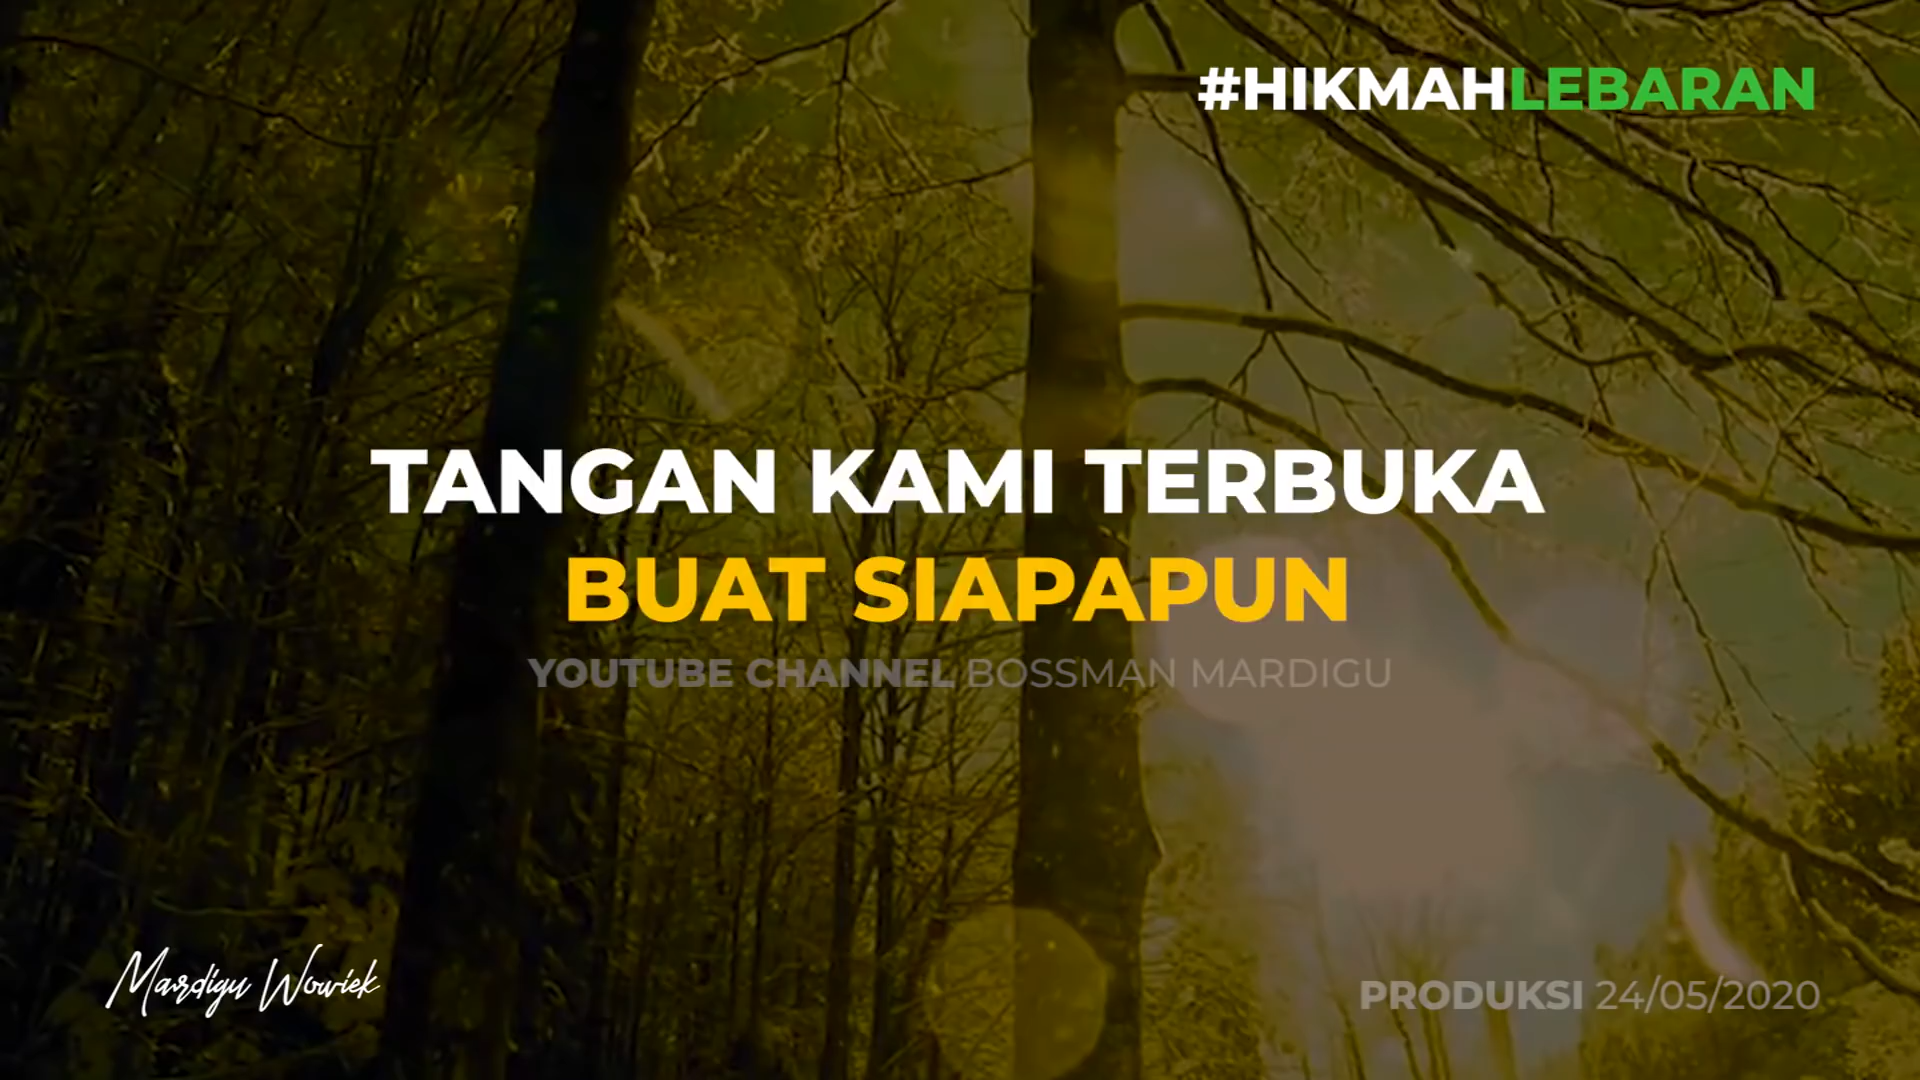 #HIKMAHLEBARAN
TANGAN KAMI TERBUKA
BUAT SIAPAPUN
YOUTUBE CHANNEL BOSSMAN MARDIGU
Mardigu Wowiek
PRODUKSI 24/05/2020